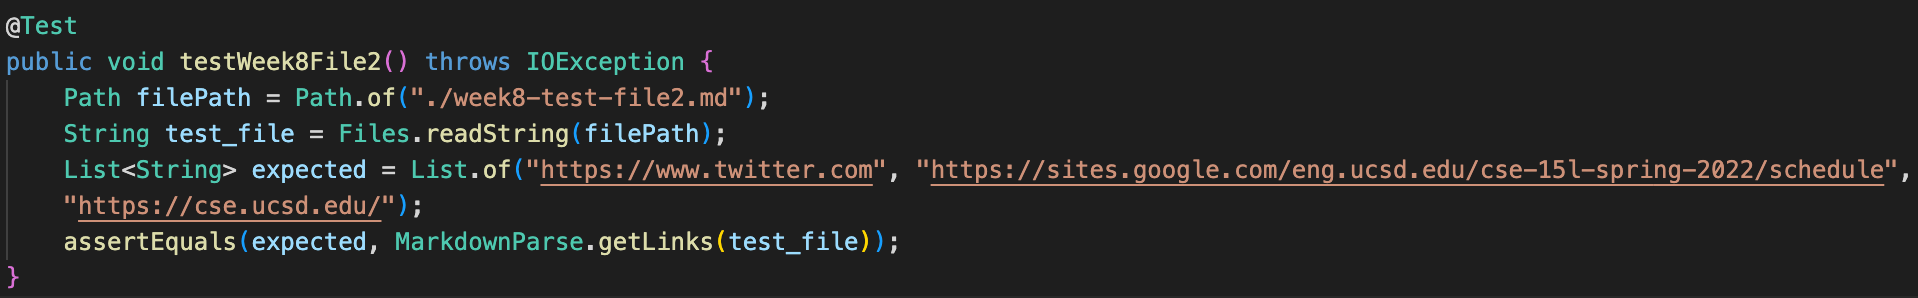 @Test
public void testWeek8File2() throws IOException {
    Path filePath = Path.of("./week8-test-file2.md");
    String test_file = Files.readString(filePath);
    List<String> expected = List.of("https://www.twitter.com", "https://sites.google.com/eng.ucsd.edu/cse-15l-spring-2022/schedule",
    "https://cse.ucsd.edu/");
    assertEquals(expected, MarkdownParse.getLinks(test_file));
}